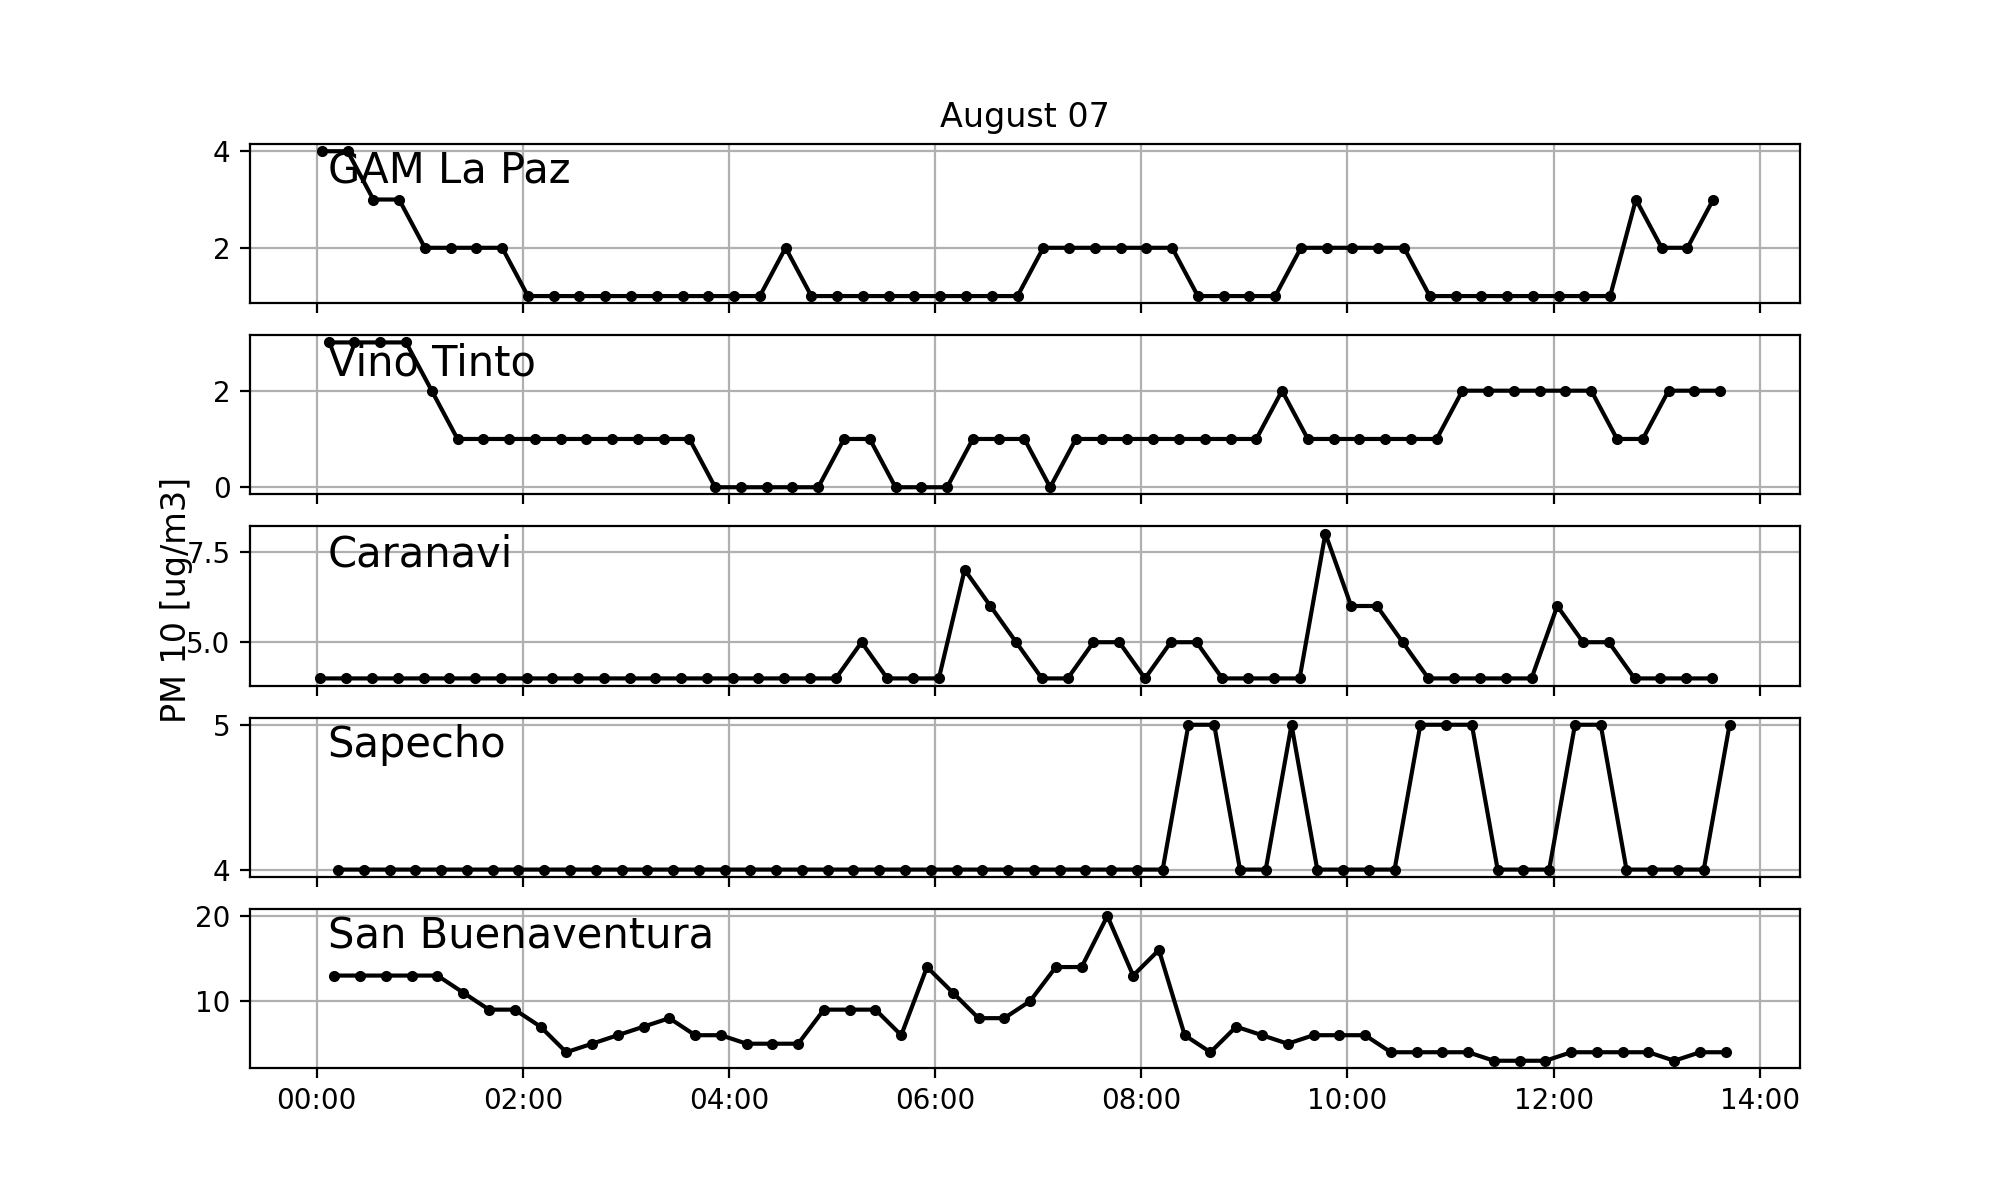 August 07
4
GAM La Paz
2
Vino Tinto
2
0
PM 10 [ug/m3]
Caranavi
7.5
5.0
5
Sapecho
4
20
San Buenaventura
10
00:00 02:00 04:00 06:00 08:00 10:00 12:00 14:00